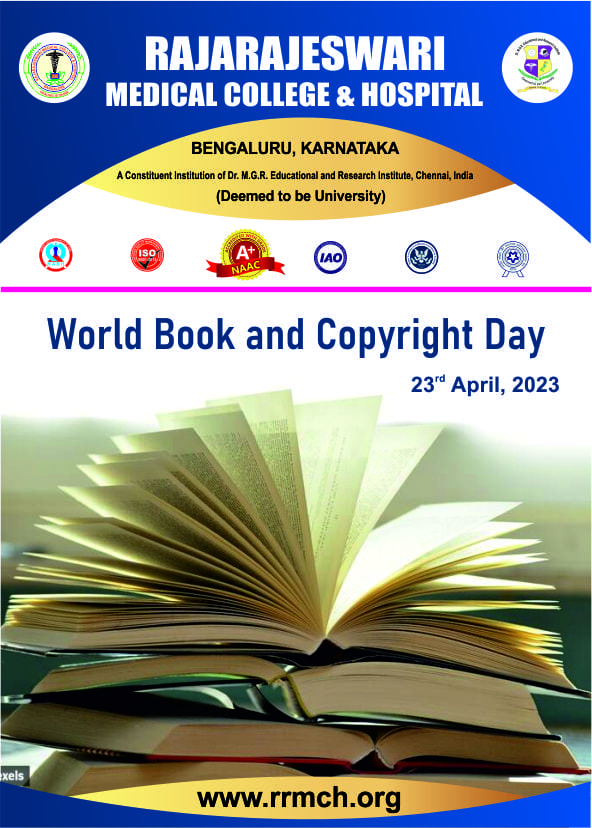 RAJARAJESWARI
MEDICAL COLLEGE & HOSPITAL
BENGALURU, KARNATAKA
A Constituent Institution of Dr. M.G.R. Educational and Research Institute, Chennai, India
(Deemed to be University)
ISO
A+
NAAC
IAO
World Book and Copyright Day
23rd April, 2023
exels
www.rrmch.org